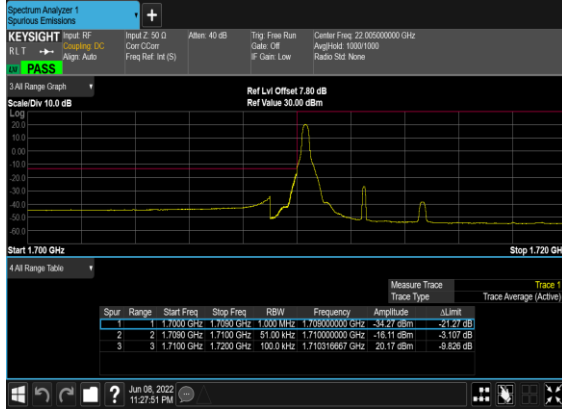 Spectrum Analyzer 1
Spurious Emissions
+
KEYSIGHT Input: RF Input Z: 50 Ω Atten: 40 dB Trig: Free Run Center Freq: 22.005000000 GHz
RLT Coupling: DC Corr CCorr Gate: Off Avg|Hold: 1000/1000
Align: Auto Freq Ref: Int (S) IF Gain: Low Radio Std: None
PASS
3 All Range Graph
Ref Lvl Offset 7.80 dB
Scale/Div 10.0 dB Ref Value 30.00 dBm
Log
20.0
10.0
0.00
-10.0
-20.0
-30.0
-40.0
-50.0
-60.0
Start 1.700 GHz Stop 1.720 GH
4 All Range Table
Measure Trace Trace 1
Trace Type Trace Average (Active)
Spur Range Start Freq Stop Freq RBW Frequency Amplitude ΔLimit
1 1 1.7000 GHz 1.7090 GHz 1.000 MHz 1.709000000 GHz -34.27 dBm -21.27 dB
2 2 1.7090 GHz 1.7100 GHz 51.00 kHz 1.710000000 GHz -16.11 dBm -3.107 dB
3 3 1.7100 GHz 1.7200 GHz 100.0 kHz 1.710316667 GHz 20.17 dBm -9.826 dB
? Jun 08, 2022
11:27:51 PM